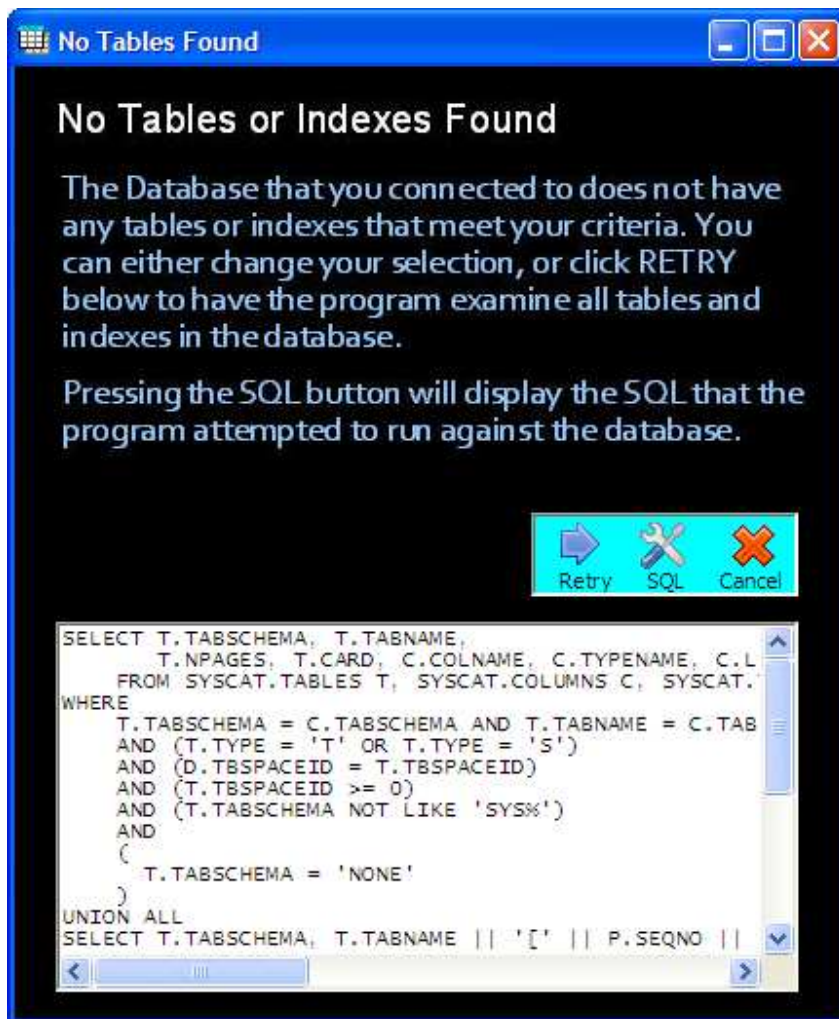 No Tables Found
No Tables or Indexes Found
The Database that you connected to does not have
any tables or indexes that meet your criteria. You
can either change your selection, or click RETRY
below to have the program examine all tables and
indexes in the database.
Pressing the SQL button will display the SQL that the
program attempted to run against the database.
Retry SQL Cancel
SELECT T.TABSCHEMA, T.TABNAME,
T.NPAGES, T.CARD, C.COLNAME, C.TYPENAME, C.L
FROM SYSCAT.TABLES T, SYSCAT.COLUMNS C, SYSCAT.
WHERE
T.TABSCHEMA = C.TABSCHEMA AND T.TABNAME = C.TAB
AND (T.TYPE = 'T' OR T.TYPE = 'S')
AND (D.TBSPACEID = T.TBSPACEID)
AND (T.TBSPACEID >= 0)
AND (T.TABSCHEMA NOT LIKE 'SYS%')
AND
(
T.TABSCHEMA = 'NONE'
)
UNION ALL
SELECT T.TABSCHEMA, T.TABNAME || '[' || P.SEQNO ||